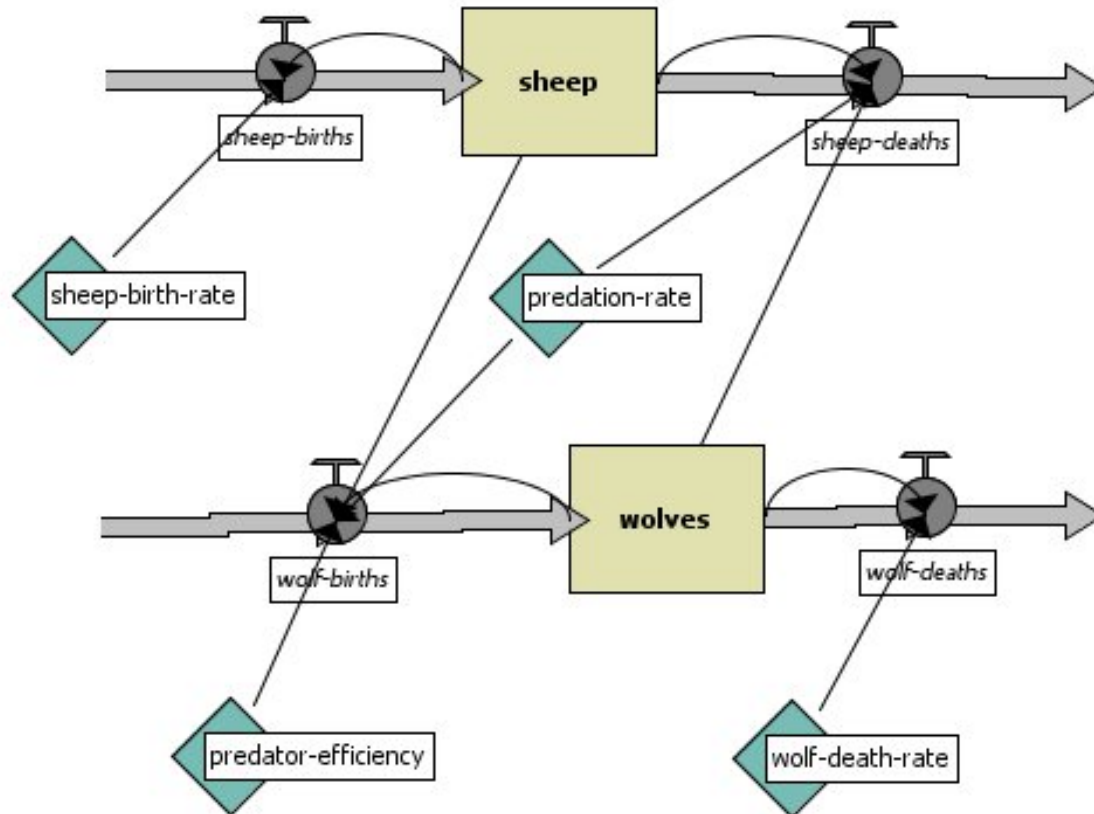 sheep
sheep-births
sheep-deaths
sheep-birth-rate
predation-rate
wolves
wolf-births
wolf-deaths
predator-efficiency
wolf-death-rate